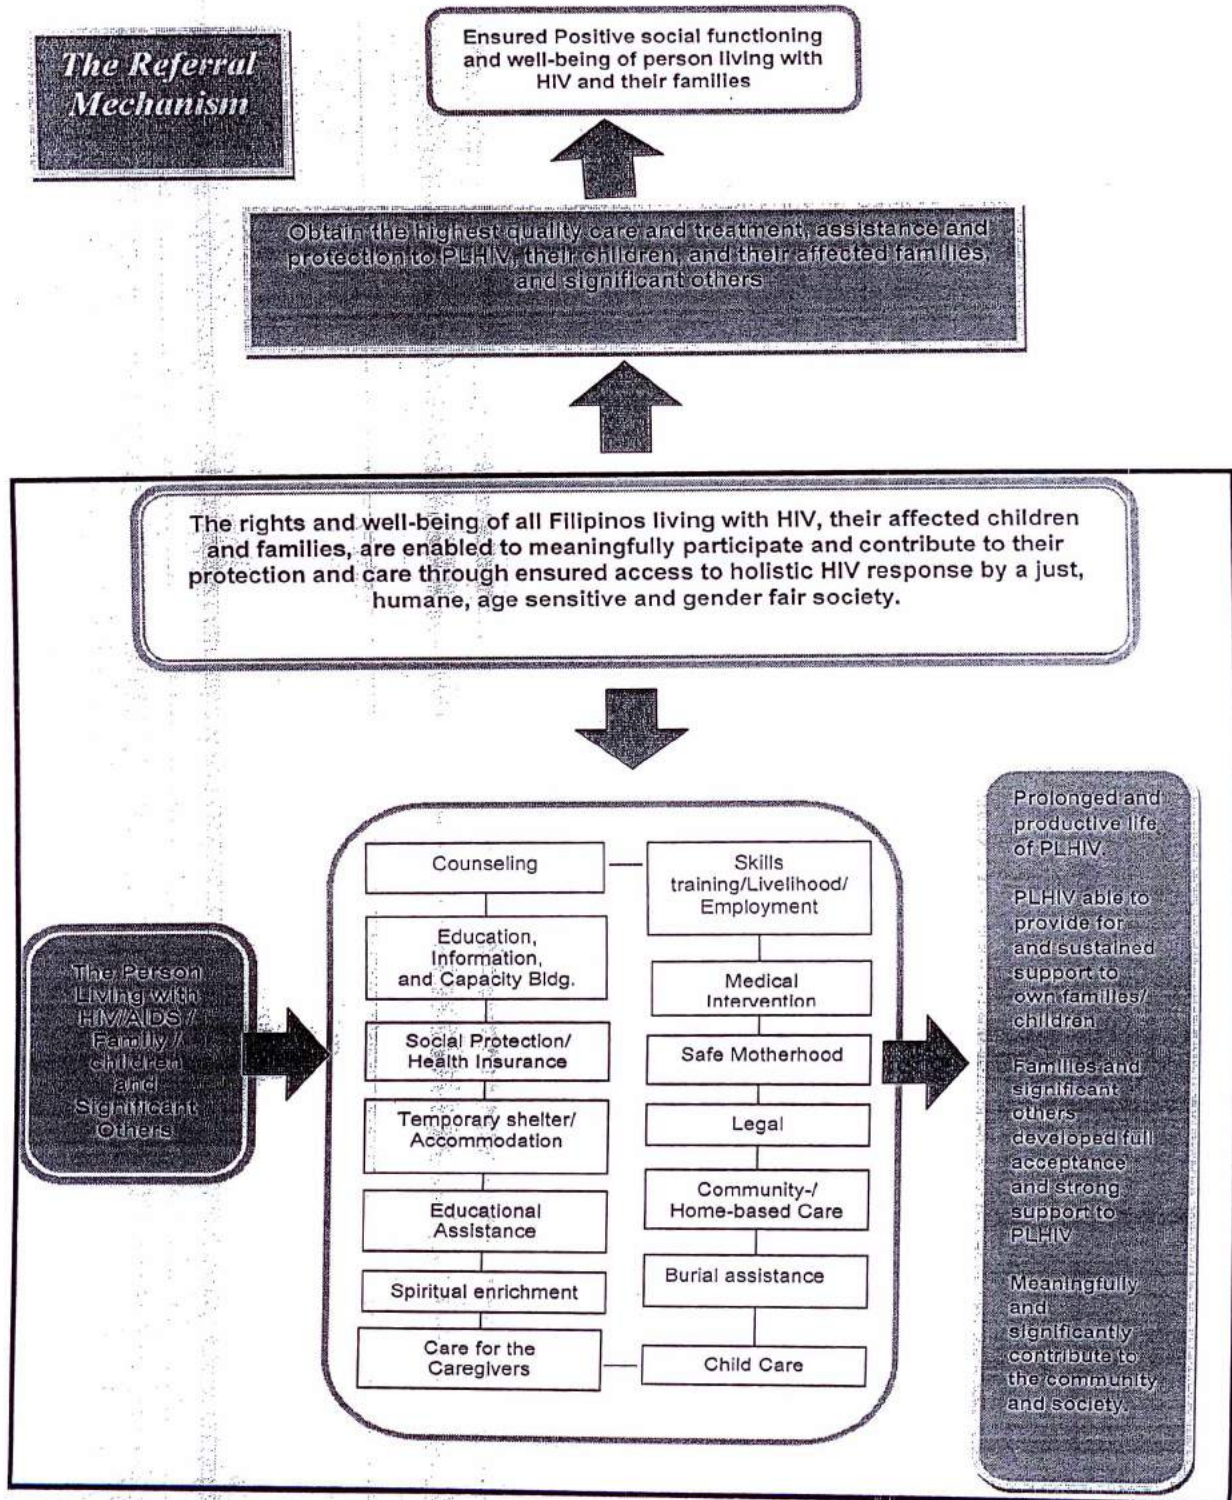 The Referral
Mechanism
Ensured Positive social functioning
and well-being of person living with
HIV and their families
Obtain the highest quality care and treatment, assistance and
protection to PLHIV, their children, and their affected families,
and significant others
The rights and well-being of all Filipinos living with HIV, their affected children
and families, are enabled to meaningfully participate and contribute to their
protection and care through ensured access to holistic HIV response by a just,
humane, age sensitive and gender fair society.
The Person
Living with
HIV/AIDS /
Family /
children
and
Significant
Others
Counseling
Education,
Information,
and Capacity Bldg.
Social Protection/
Health Insurance
Temporary shelter/
Accommodation
Educational
Assistance
Spiritual enrichment
Care for the
Caregivers
Skills
training/Livelihood/
Employment
Medical
Intervention
Safe Motherhood
Legal
Community-/
Home-based Care
Burial assistance
Child Care
Prolonged and
productive life
of PLHIV.
PLHIV able to
provide for
and sustained
support to
own families/
children
Families and
significant
others
developed full
acceptance
and strong
support to
PLHIV
Meaningfully
and
significantly
contribute to
the community
and society.